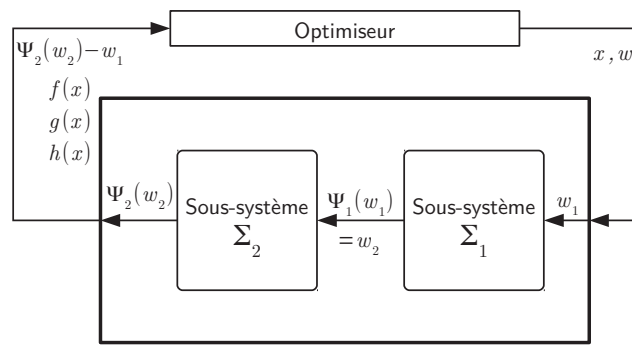 Optimiseur
Ψ₂(w₂)−w₁
x , w
f(x)
g(x)
h(x)
Ψ₂(w₂)
Sous-système
Σ₂
Ψ₁(w₁)
=w₂
Sous-système
Σ₁
w₁